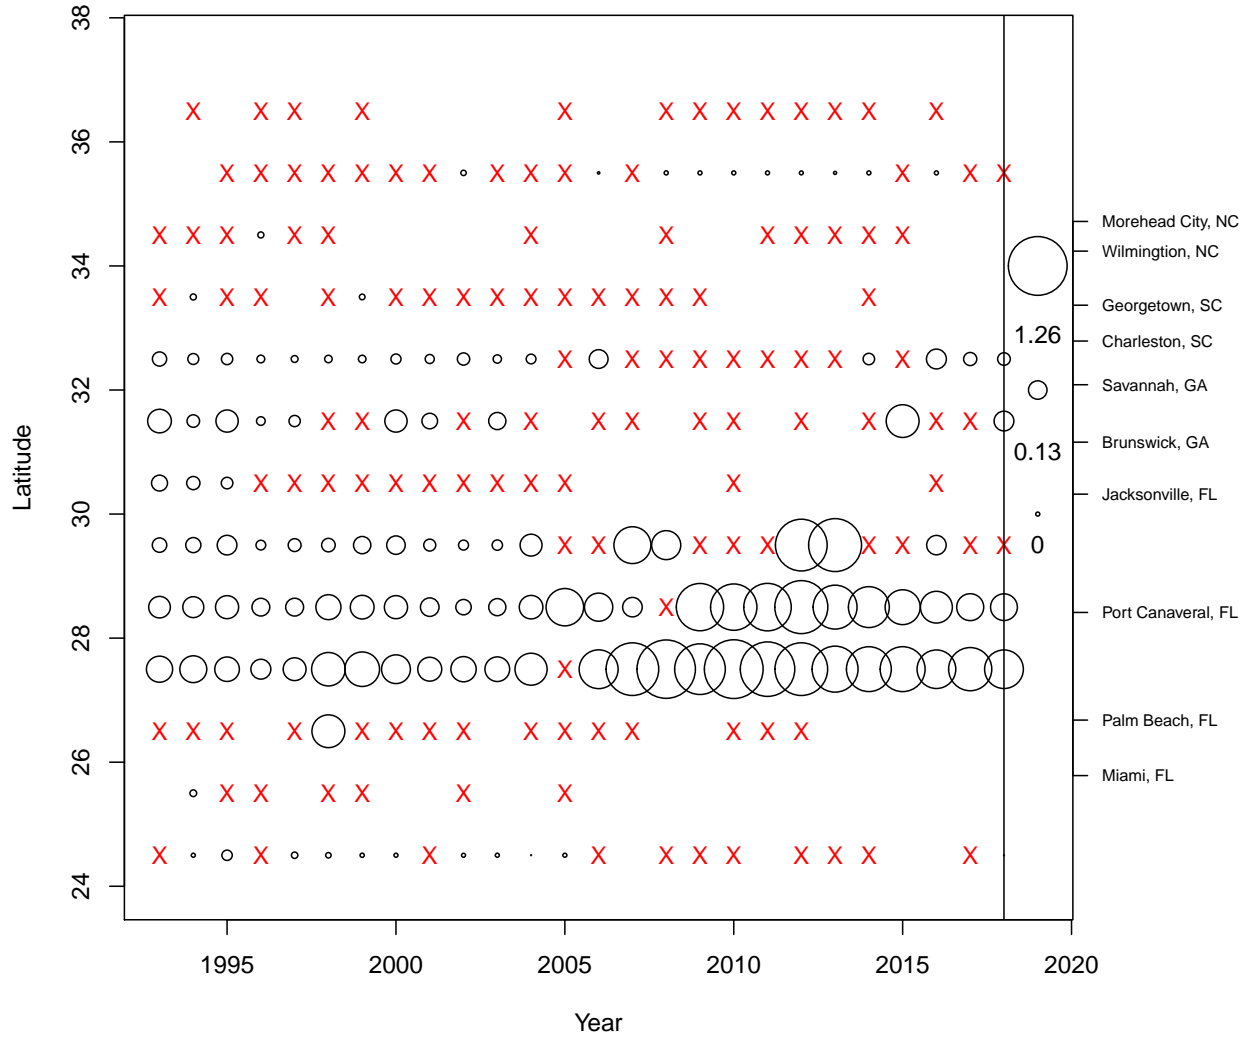 38
36
34
32
30
28
26
24
Latitude
1995
2000
2005
2010
2015
2020
Year
Morehead City, NC
Wilmington, NC
Georgetown, SC
1.26
Charleston, SC
Savannah, GA
Brunswick, GA
0.13
Jacksonville, FL
0
Port Canaveral, FL
Palm Beach, FL
Miami, FL
X X X X X X X X X X X X X
X X X X X X X X X X X X X X
X X X X X X X X X X X X X
X X X X X X X X X X X X X X X
X X X X X X X X X
X X X X X X X X X X X X X
X X X X X X X X X X X X
X X X X X X X X X
X
X
X X X X X X X X X X X X X X X
X X X X X X
X X X X X X X X X X X